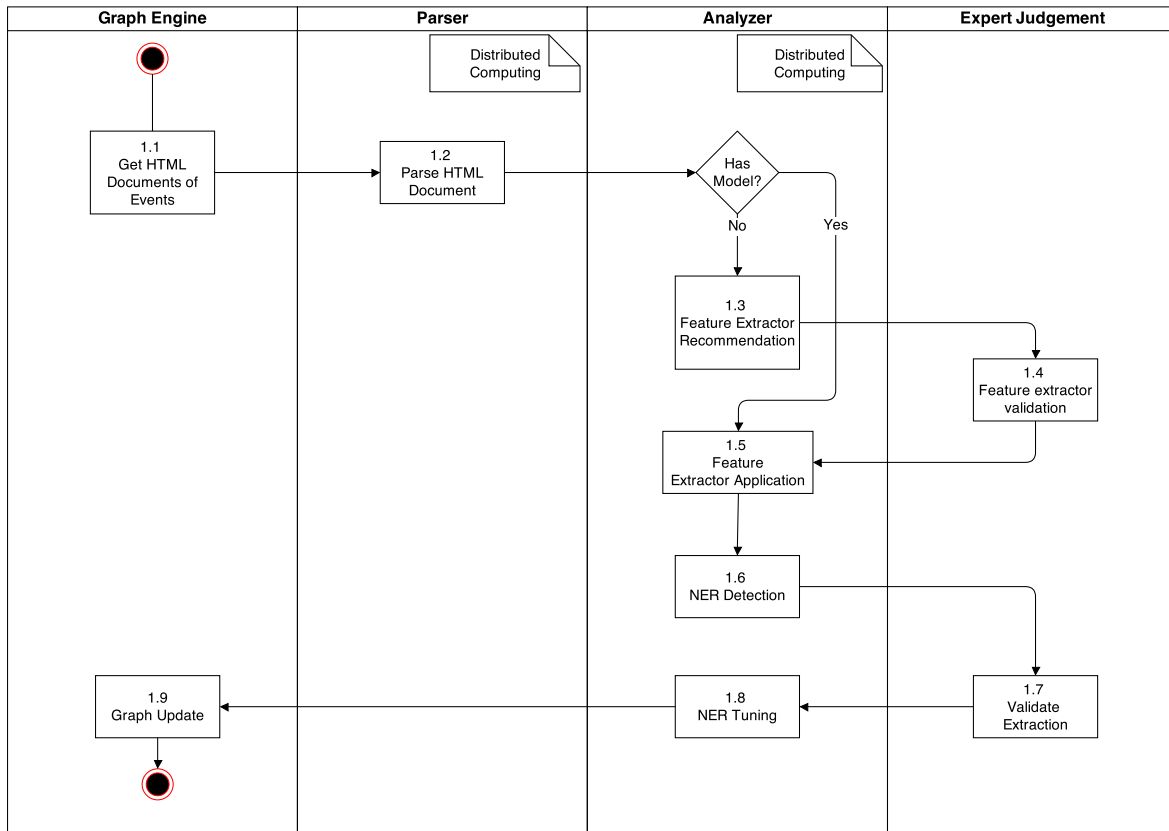 Graph Engine
Parser
Analyzer
Expert Judgement
Distributed
Computing
Distributed
Computing
1.1
Get HTML
Documents of
Events
1.2
Parse HTML
Document
Has
Model?
No
Yes
1.3
Feature Extractor
Recommendation
1.4
Feature extractor
validation
1.5
Feature
Extractor Application
1.6
NER Detection
1.7
Validate
Extraction
1.8
NER Tuning
1.9
Graph Update